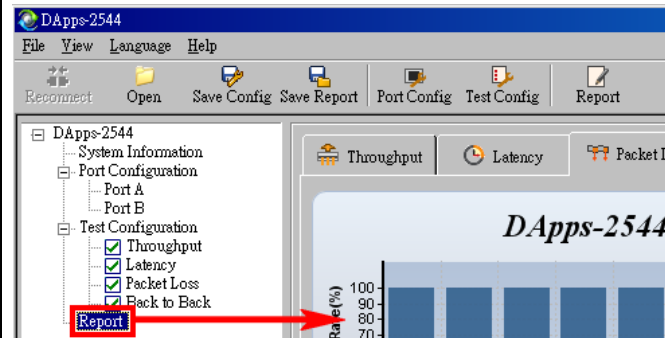 DApps-2544
File View Language Help
Reconnect Open Save Config Save Report Port Config Test Config Report
DApps-2544
System Information
Port Configuration
Port A
Port B
Test Configuration
Throughput
Latency
Packet Loss
Back to Back
Report
Throughput Latency Packet
DApps-2544
Rate(%)
100
90
80
70